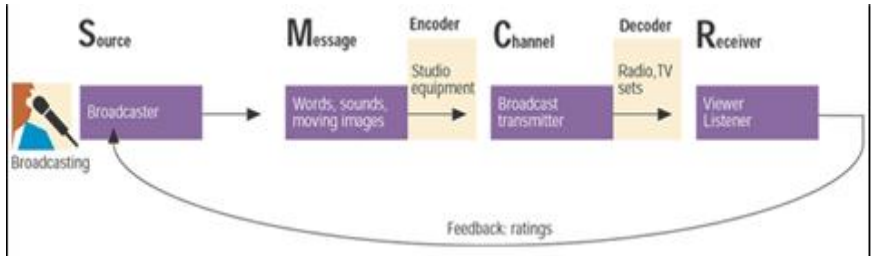 Source
Message
Encoder
Channel
Decoder
Receiver
Broadcasting
Broadcaster
Words, sounds,
moving images
Studio
equipment
Broadcast
transmitter
Radio, TV
sets
Viewer
Listener
Feedback: ratings